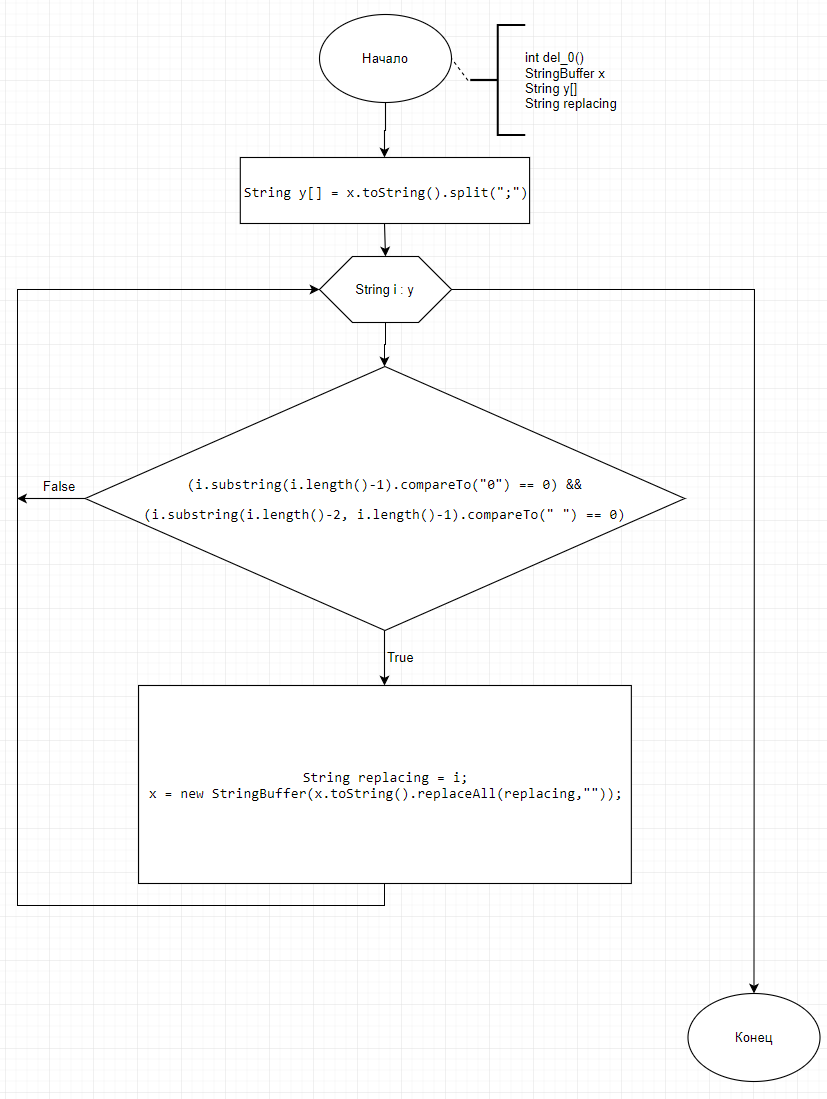 Начало
int del_0()
StringBuffer x
String y[]
String replacing
String y[] = x.toString().split(";")
String i : y
False
(i.substring(i.length()-1).compareTo("0") == 0) &&
(i.substring(i.length()-2, i.length()-1).compareTo(" ") == 0)
True
String replacing = i;
x = new StringBuffer(x.toString().replaceAll(replacing,""));
Конец